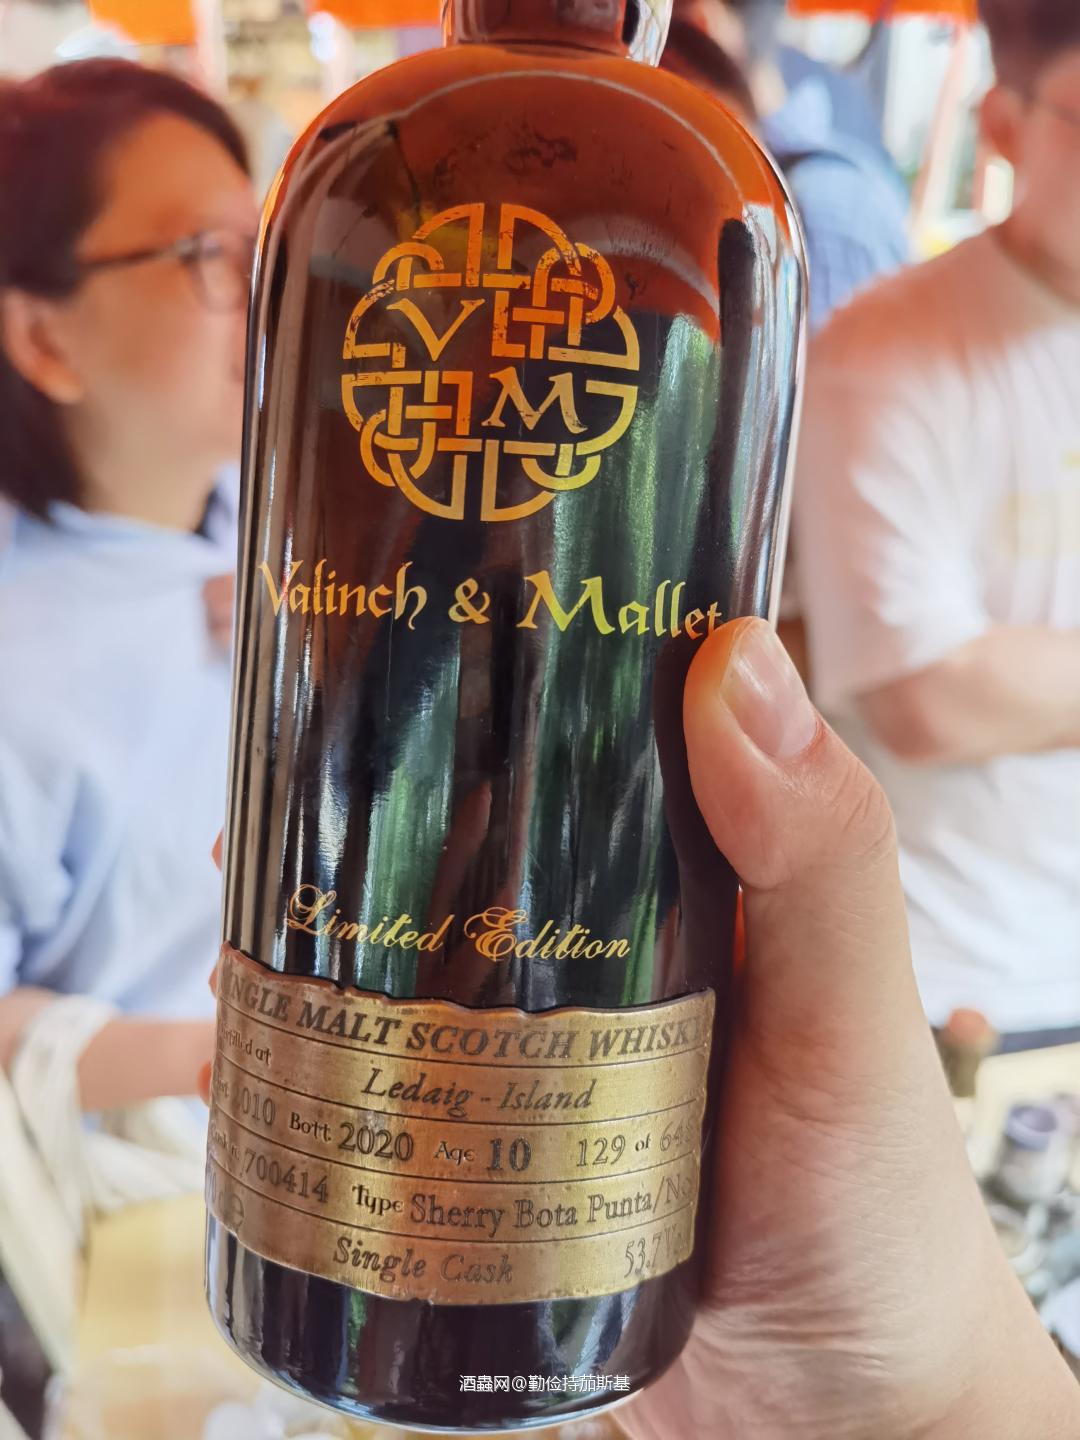 V
M
Valinch & Mallet
Limited Edition
MALT SCOTCH WHISKY
at
Ledaig - Island
Bott. 2020 Age 10 129 of
700414 Type Sherry Bota Punta/
Single Cask
酒蟲网@勤俭持茄斯基